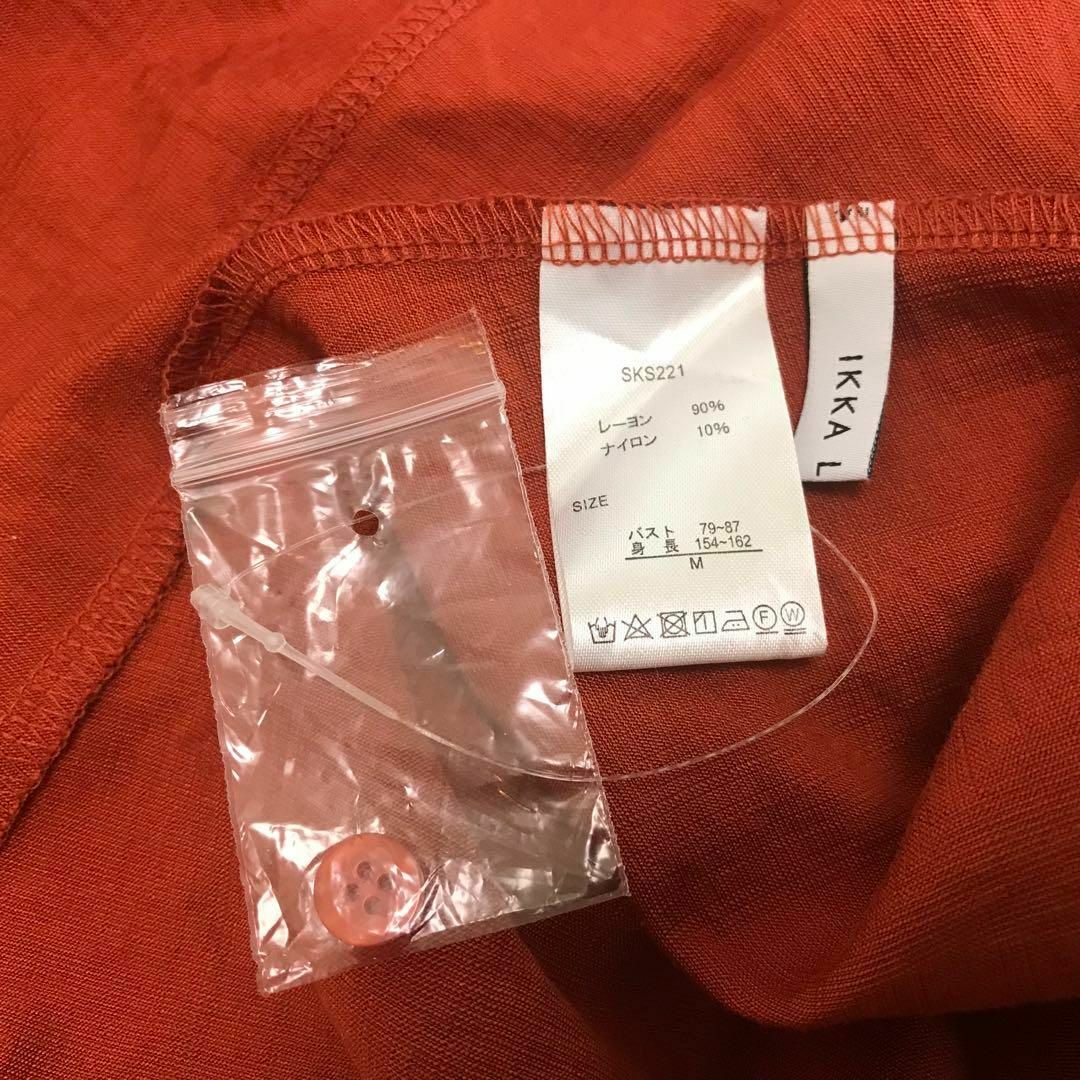 SKS221
レーヨン 90%
ナイロン 10%
SIZE
バスト 79~87
身 長 154~162
M
F W
IKKA L